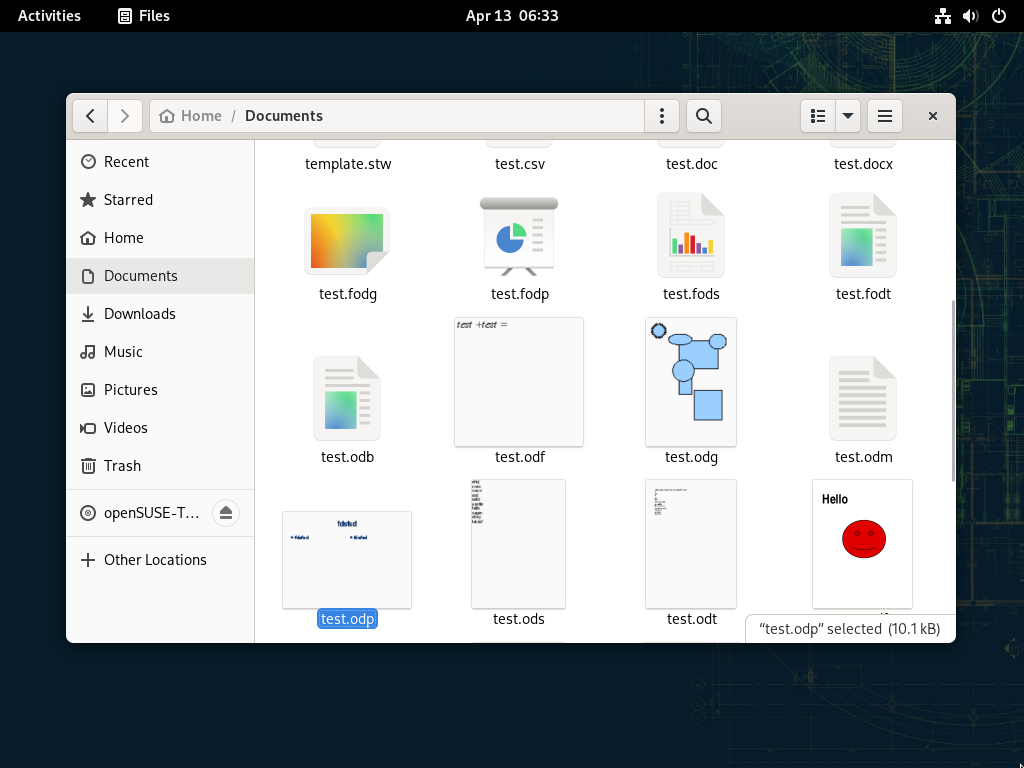 Activities Files Apr 13 06:33
Home / Documents
Recent
Starred
Home
Documents
Downloads
Music
Pictures
Videos
Trash
openSUSE-T…
Other Locations
template.stw test.csv test.doc test.docx
test.fodg test.fodp test.fods test.fodt
test +test =
test.odb test.odf test.odg test.odm
Hello
test.odp test.ods test.odt
“test.odp” selected (10.1 kB)